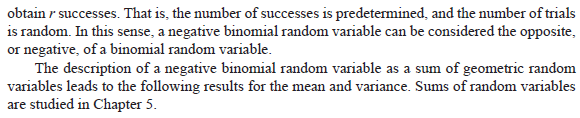 obtain r successes. That is, the number of successes is predetermined, and the number of trials
is random. In this sense, a negative binomial random variable can be considered the opposite,
or negative, of a binomial random variable.
The description of a negative binomial random variable as a sum of geometric random
variables leads to the following results for the mean and variance. Sums of random variables
are studied in Chapter 5.